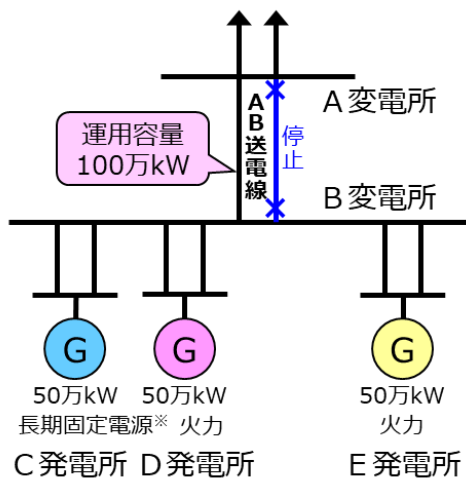 A変電所
AB送電線
停止
運用容量
100万kW
B変電所
G
G
G
50万kW
50万kW
50万kW
長期固定電源※
火力
火力
C発電所
D発電所
E発電所